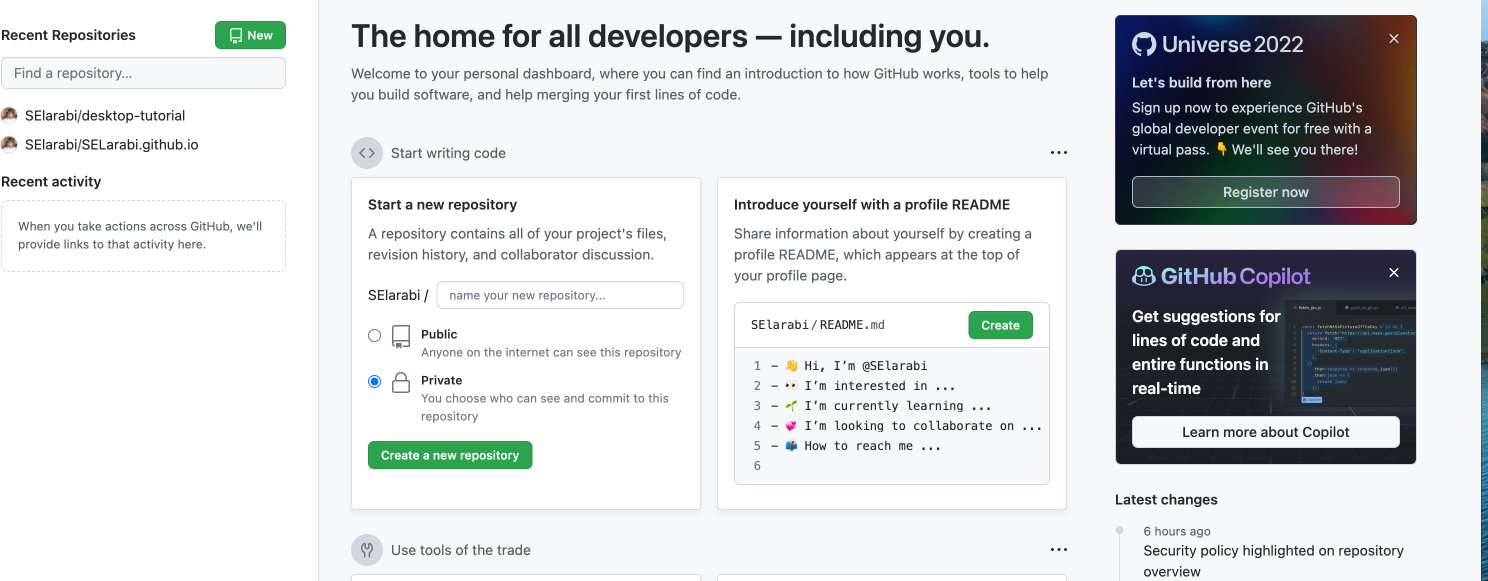 Recent Repositories
New
Find a repository...
SElarabi/desktop-tutorial
SElarabi/SELarabi.github.io
Recent activity
When you take actions across GitHub, we'll
provide links to that activity here.
The home for all developers — including you.
Welcome to your personal dashboard, where you can find an introduction to how GitHub works, tools to help
you build software, and help merging your first lines of code.
Start writing code
Start a new repository
A repository contains all of your project's files,
revision history, and collaborator discussion.
SElarabi /
name your new repository...
Public
Anyone on the internet can see this repository
Private
You choose who can see and commit to this
repository
Create a new repository
Introduce yourself with a profile README
Share information about yourself by creating a
profile README, which appears at the top of
your profile page.
SElarabi/README.md
Create
1 - 👋 Hi, I’m @SElarabi
2 - 👀 I’m interested in ...
3 - 🌱 I’m currently learning ...
4 - 💞️ I’m looking to collaborate on ...
5 - 📫 How to reach me ...
6
Use tools of the trade
Universe 2022
Let's build from here
Sign up now to experience GitHub's
global developer event for free with a
virtual pass. 👇 We'll see you there!
Register now
GitHub Copilot
Get suggestions for
lines of code and
entire functions in
real-time
Learn more about Copilot
Latest changes
6 hours ago
Security policy highlighted on repository
overview